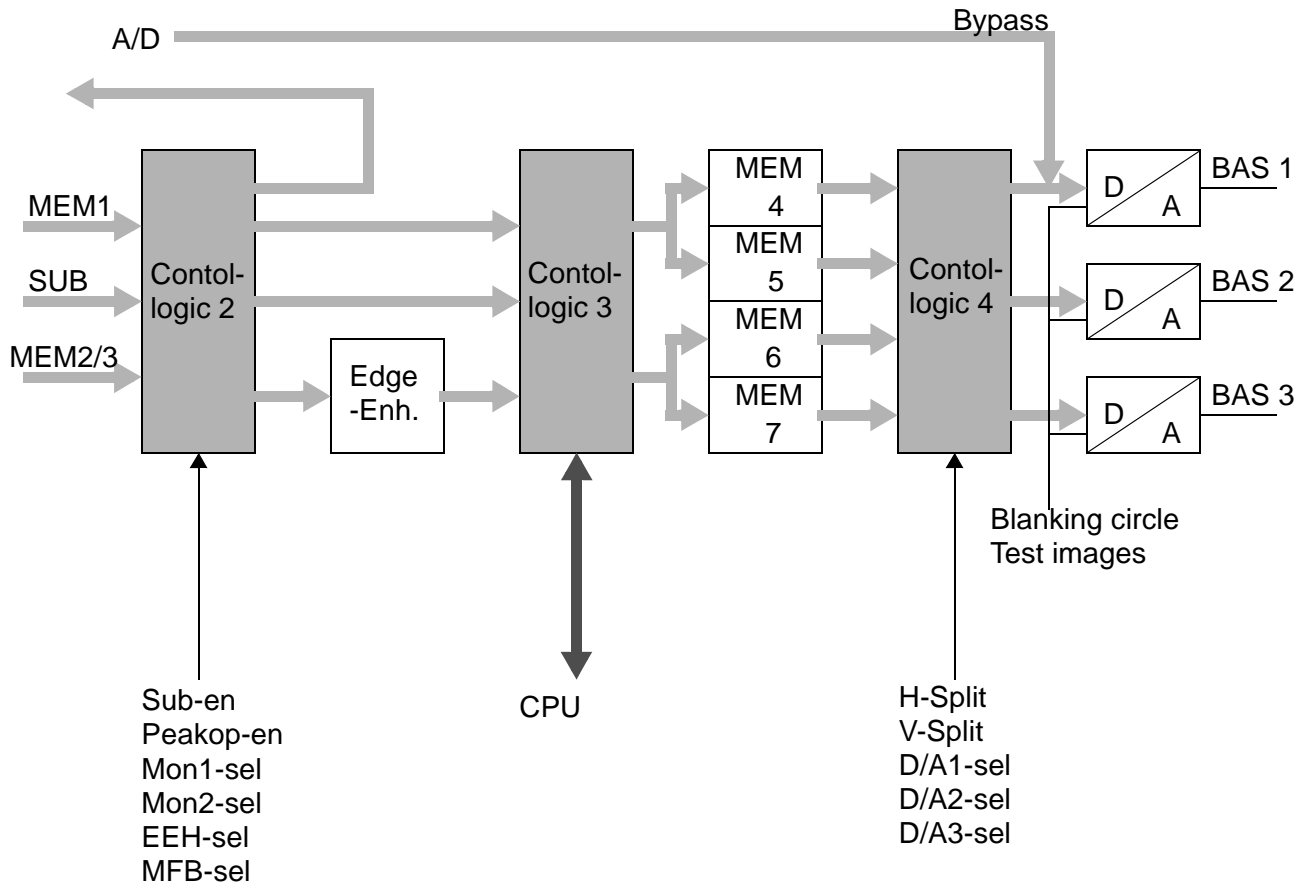 Bypass
A/D
MEM1
SUB
MEM2/3
Contol-
logic 2
Edge
-Enh.
Contol-
logic 3
MEM
4
MEM
5
MEM
6
MEM
7
Contol-
logic 4
D
A
BAS 1
D
A
BAS 2
D
A
BAS 3
Blanking circle
Test images
Sub-en
Peakop-en
Mon1-sel
Mon2-sel
EEH-sel
MFB-sel
CPU
H-Split
V-Split
D/A1-sel
D/A2-sel
D/A3-sel